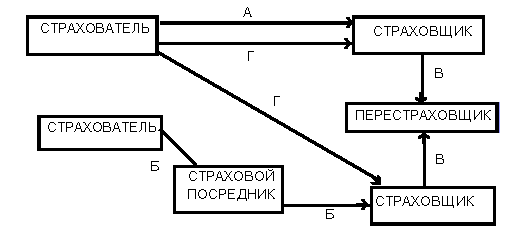 А
СТРАХОВАТЕЛЬ
СТРАХОВЩИК
Г
В
Г
ПЕРЕСТРАХОВЩИК
СТРАХОВАТЕЛЬ
Б
В
СТРАХОВОЙ
ПОСРЕДНИК
СТРАХОВЩИК
Б